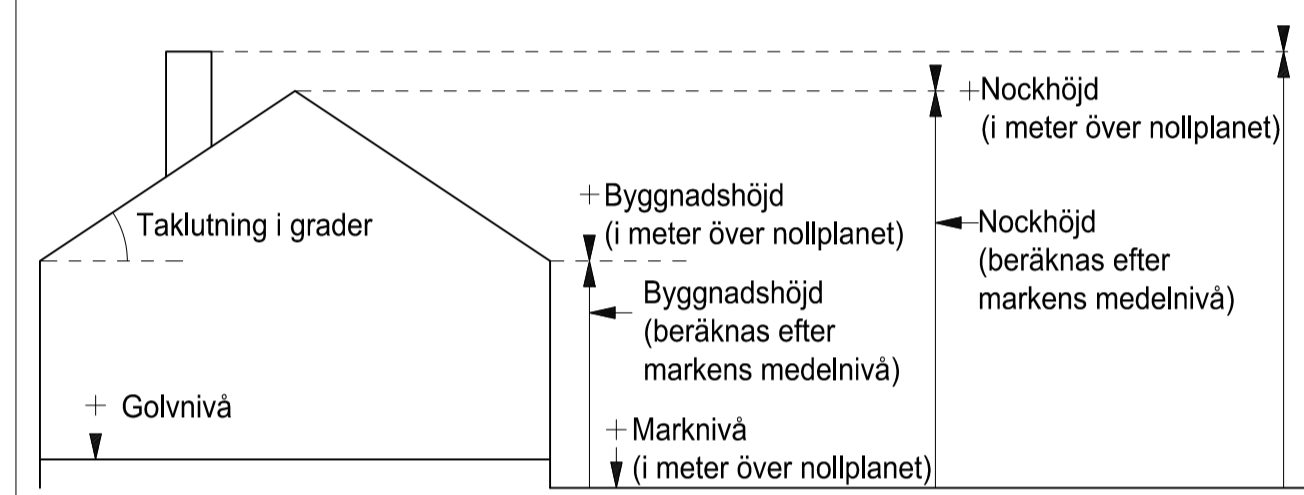 +Nockhöjd
(i meter över nollplanet)
+Byggnadshöjd
(i meter över nollplanet)
Taklutning i grader
Nockhöjd
(beräknas efter
markens medelnivå)
Byggnadshöjd
(beräknas efter
markens medelnivå)
+ Golvnivå
+Marknivå
(i meter över nollplanet)